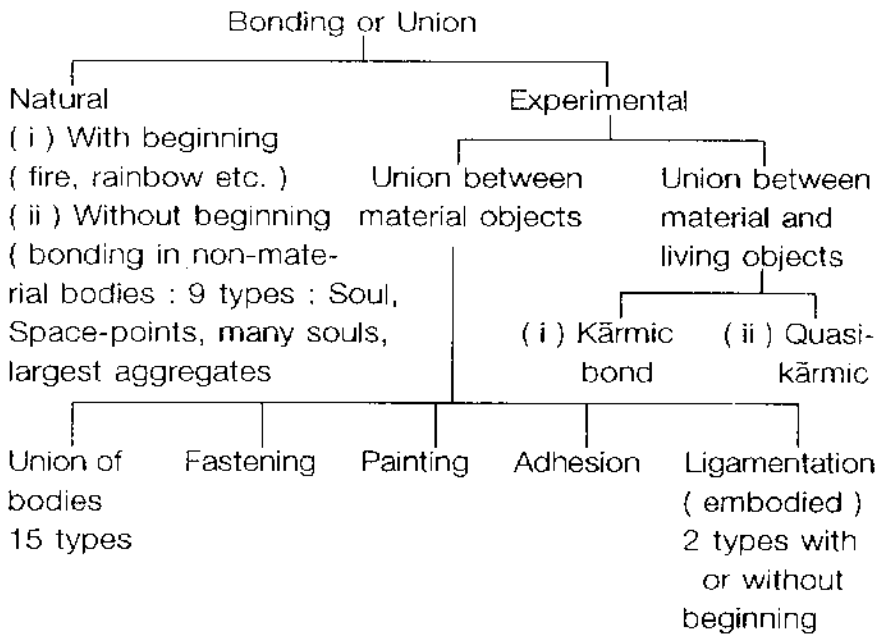 Bonding or Union
Natural
( i ) With beginning
( fire, rainbow etc. )
( ii ) Without beginning
( bonding in non-mate-
rial bodies : 9 types : Soul,
Space-points, many souls,
largest aggregates
Experimental
Union between
material objects
Union between
material and
living objects
( i ) Kārmic
bond
( ii ) Quasi-
kārmic
Union of
bodies
15 types
Fastening
Painting
Adhesion
Ligamentation
( embodied )
2 types with
or without
beginning